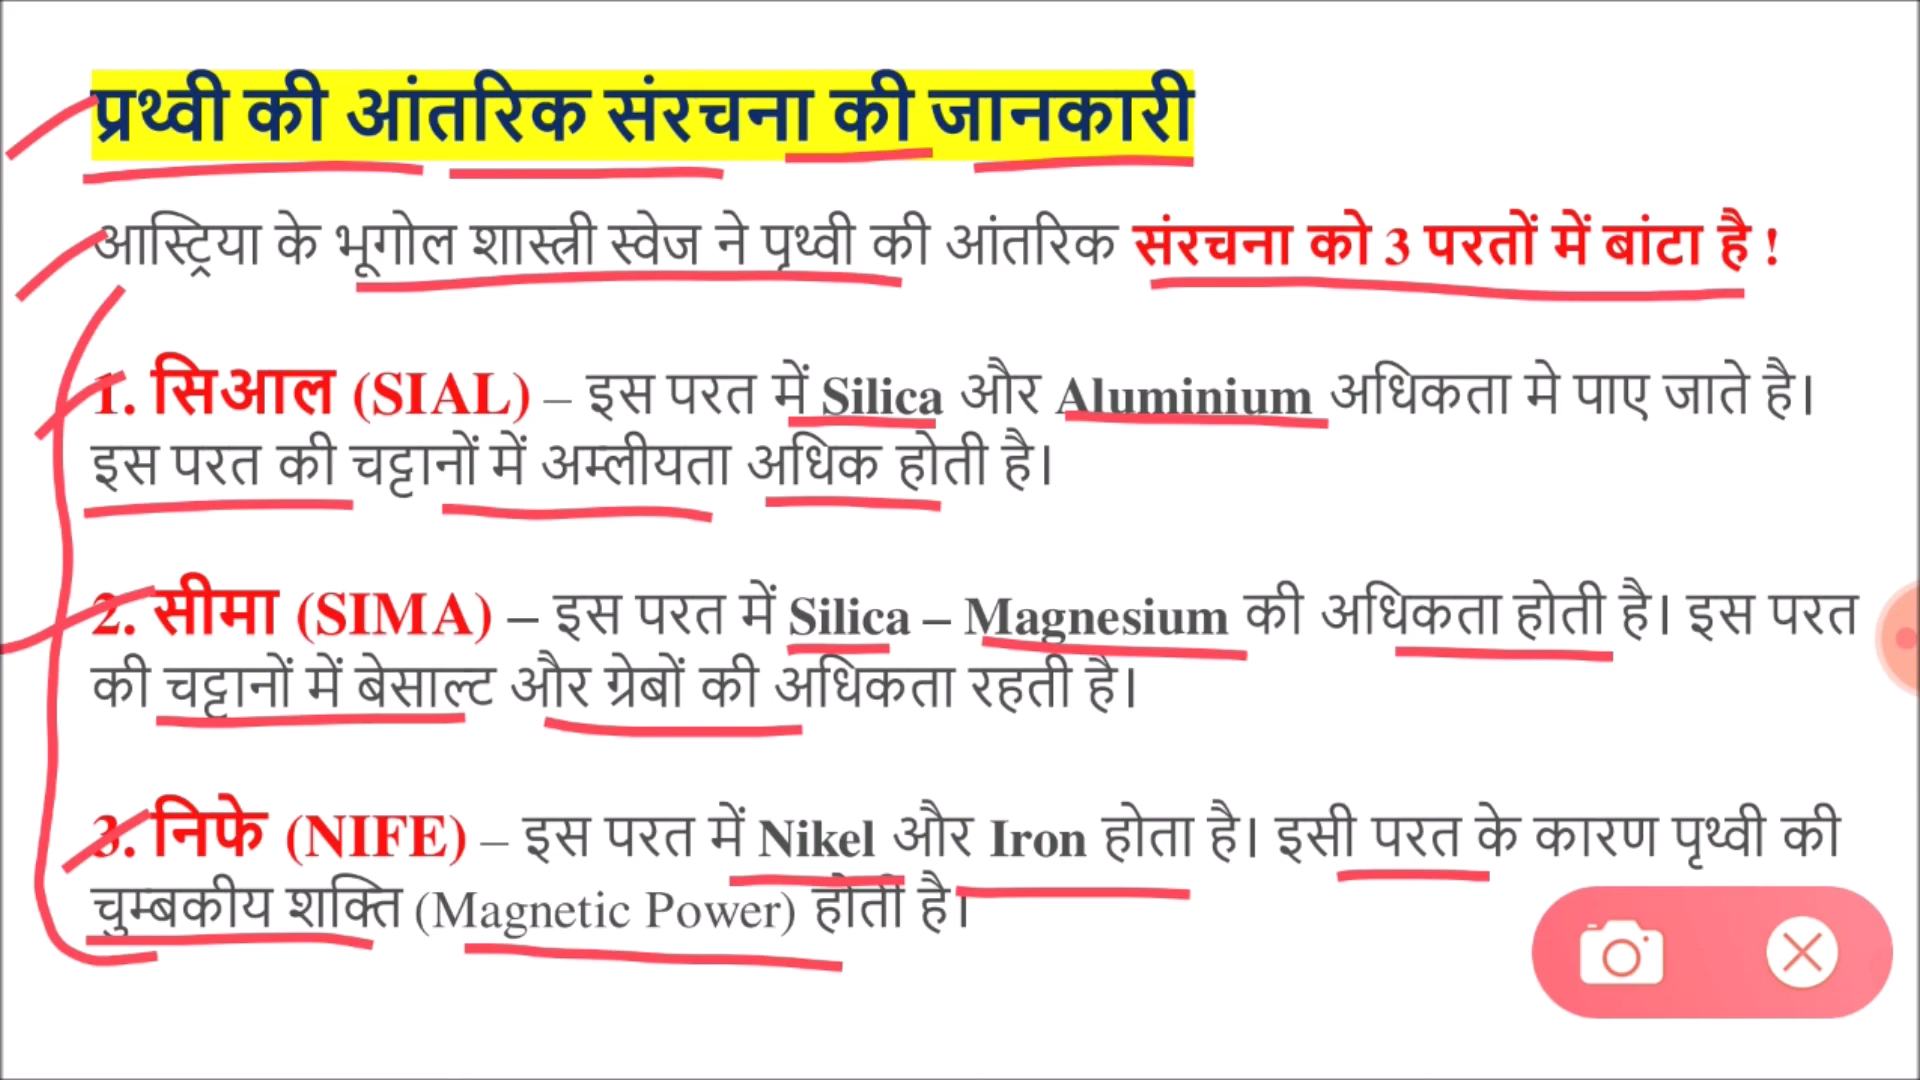 प्रथ्वी की आंतरिक संरचना की जानकारी
आस्ट्रिया के भूगोल शास्त्री स्वेज ने पृथ्वी की आंतरिक संरचना को 3 परतों में बांटा है !
1. सिआल (SIAL) – इस परत में Silica और Aluminium अधिकता मे पाए जाते है।
इस परत की चट्टानों में अम्लीयता अधिक होती है।
2. सीमा (SIMA) – इस परत में Silica – Magnesium की अधिकता होती है। इस परत
की चट्टानों में बेसाल्ट और ग्रेबों की अधिकता रहती है।
3. निफे (NIFE) – इस परत में Nikel और Iron होता है। इसी परत के कारण पृथ्वी की
चुम्बकीय शक्ति (Magnetic Power) होती है।